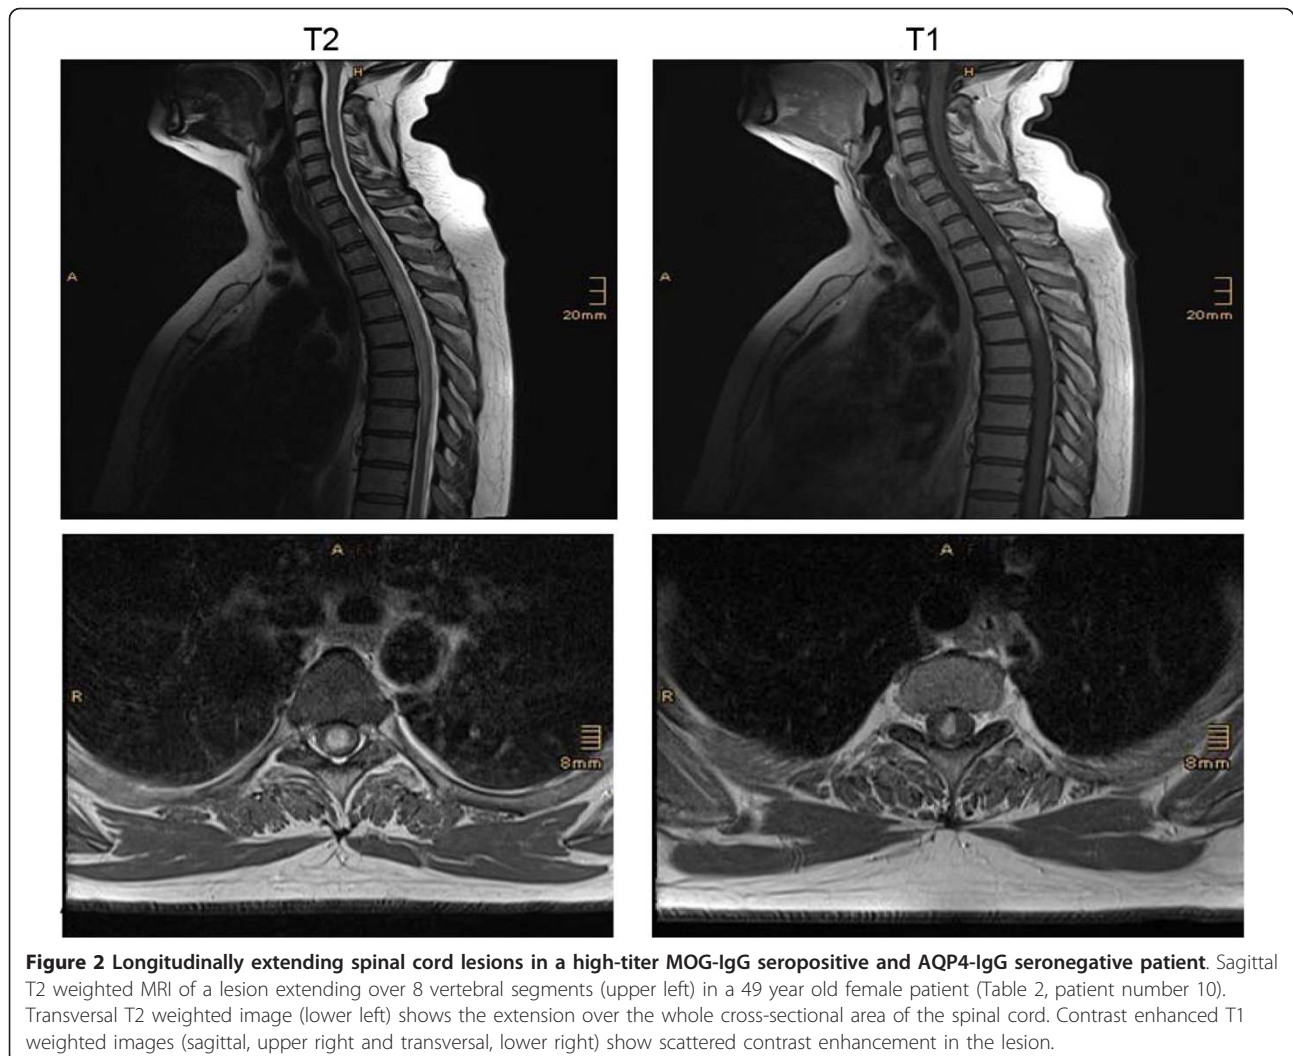 T2
T1
H
A
20mm
H
A
20mm
A
R
8mm
A
R
8mm
Figure 2 Longitudinally extending spinal cord lesions in a high-titer MOG-IgG seropositive and AQP4-IgG seronegative patient. Sagittal
T2 weighted MRI of a lesion extending over 8 vertebral segments (upper left) in a 49 year old female patient (Table 2, patient number 10).
Transversal T2 weighted image (lower left) shows the extension over the whole cross-sectional area of the spinal cord. Contrast enhanced T1
weighted images (sagittal, upper right and transversal, lower right) show scattered contrast enhancement in the lesion.